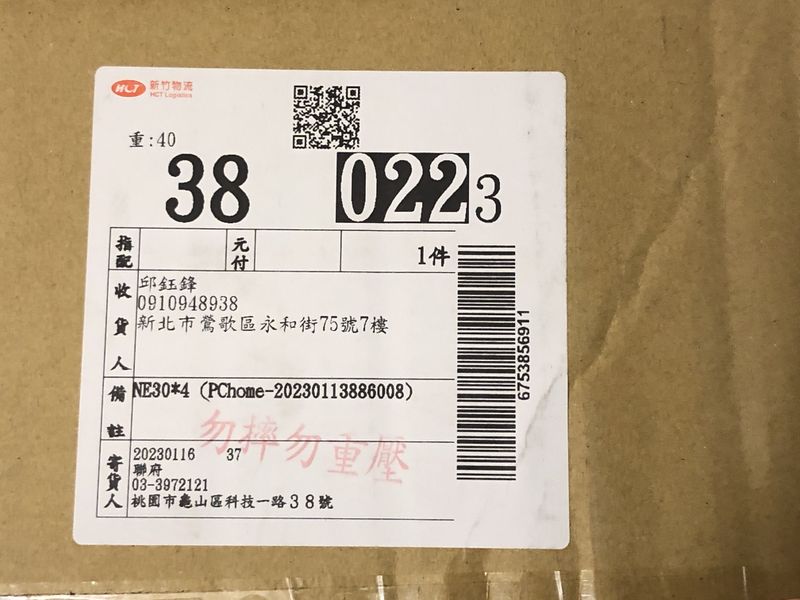 HCT 新竹物流
HCT Logistics
重:40
38 0223
指配 元付 1件
收貨人
邱鈺鋒
0910948938
新北市鶯歌區永和街75號7樓
6753856911
備註 NE30*4 (PChome-20230113886008)
勿摔勿重壓
寄貨人
20230116 37
聯府
03-3972121
桃園市龜山區科技一路38號